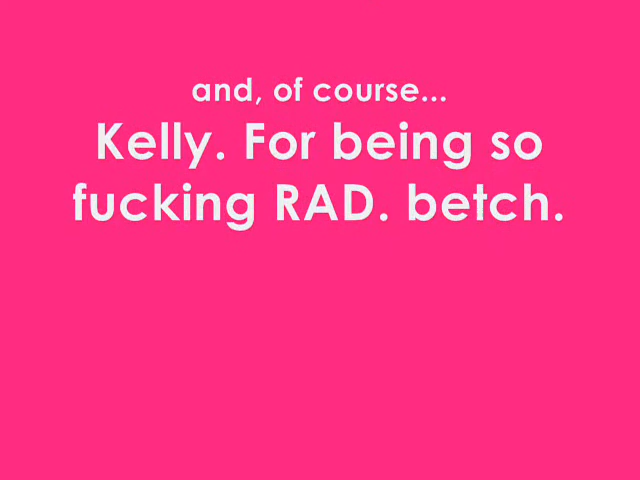 and, of course...
Kelly. For being so
fucking RAD. betch.